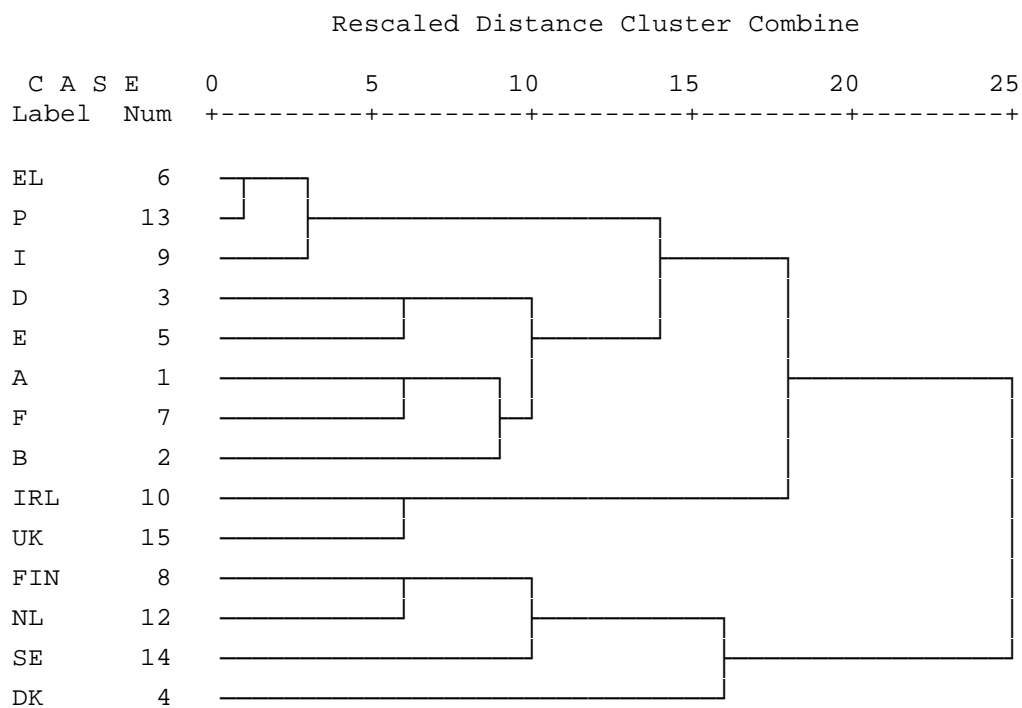 Rescaled Distance Cluster Combine
C A S E 0 5 10 15 20 25
Label Num +---------+---------+---------+---------+---------+
EL 6
P 13
I 9
D 3
E 5
A 1
F 7
B 2
IRL 10
UK 15
FIN 8
NL 12
SE 14
DK 4